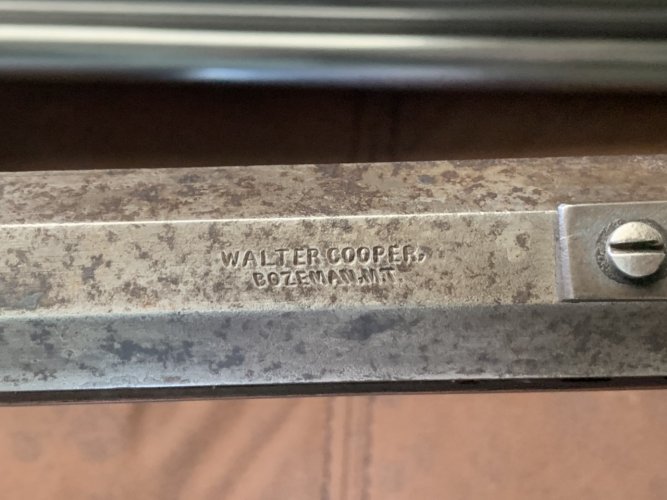 WALTER COOPER,
BOZEMAN, M.T.